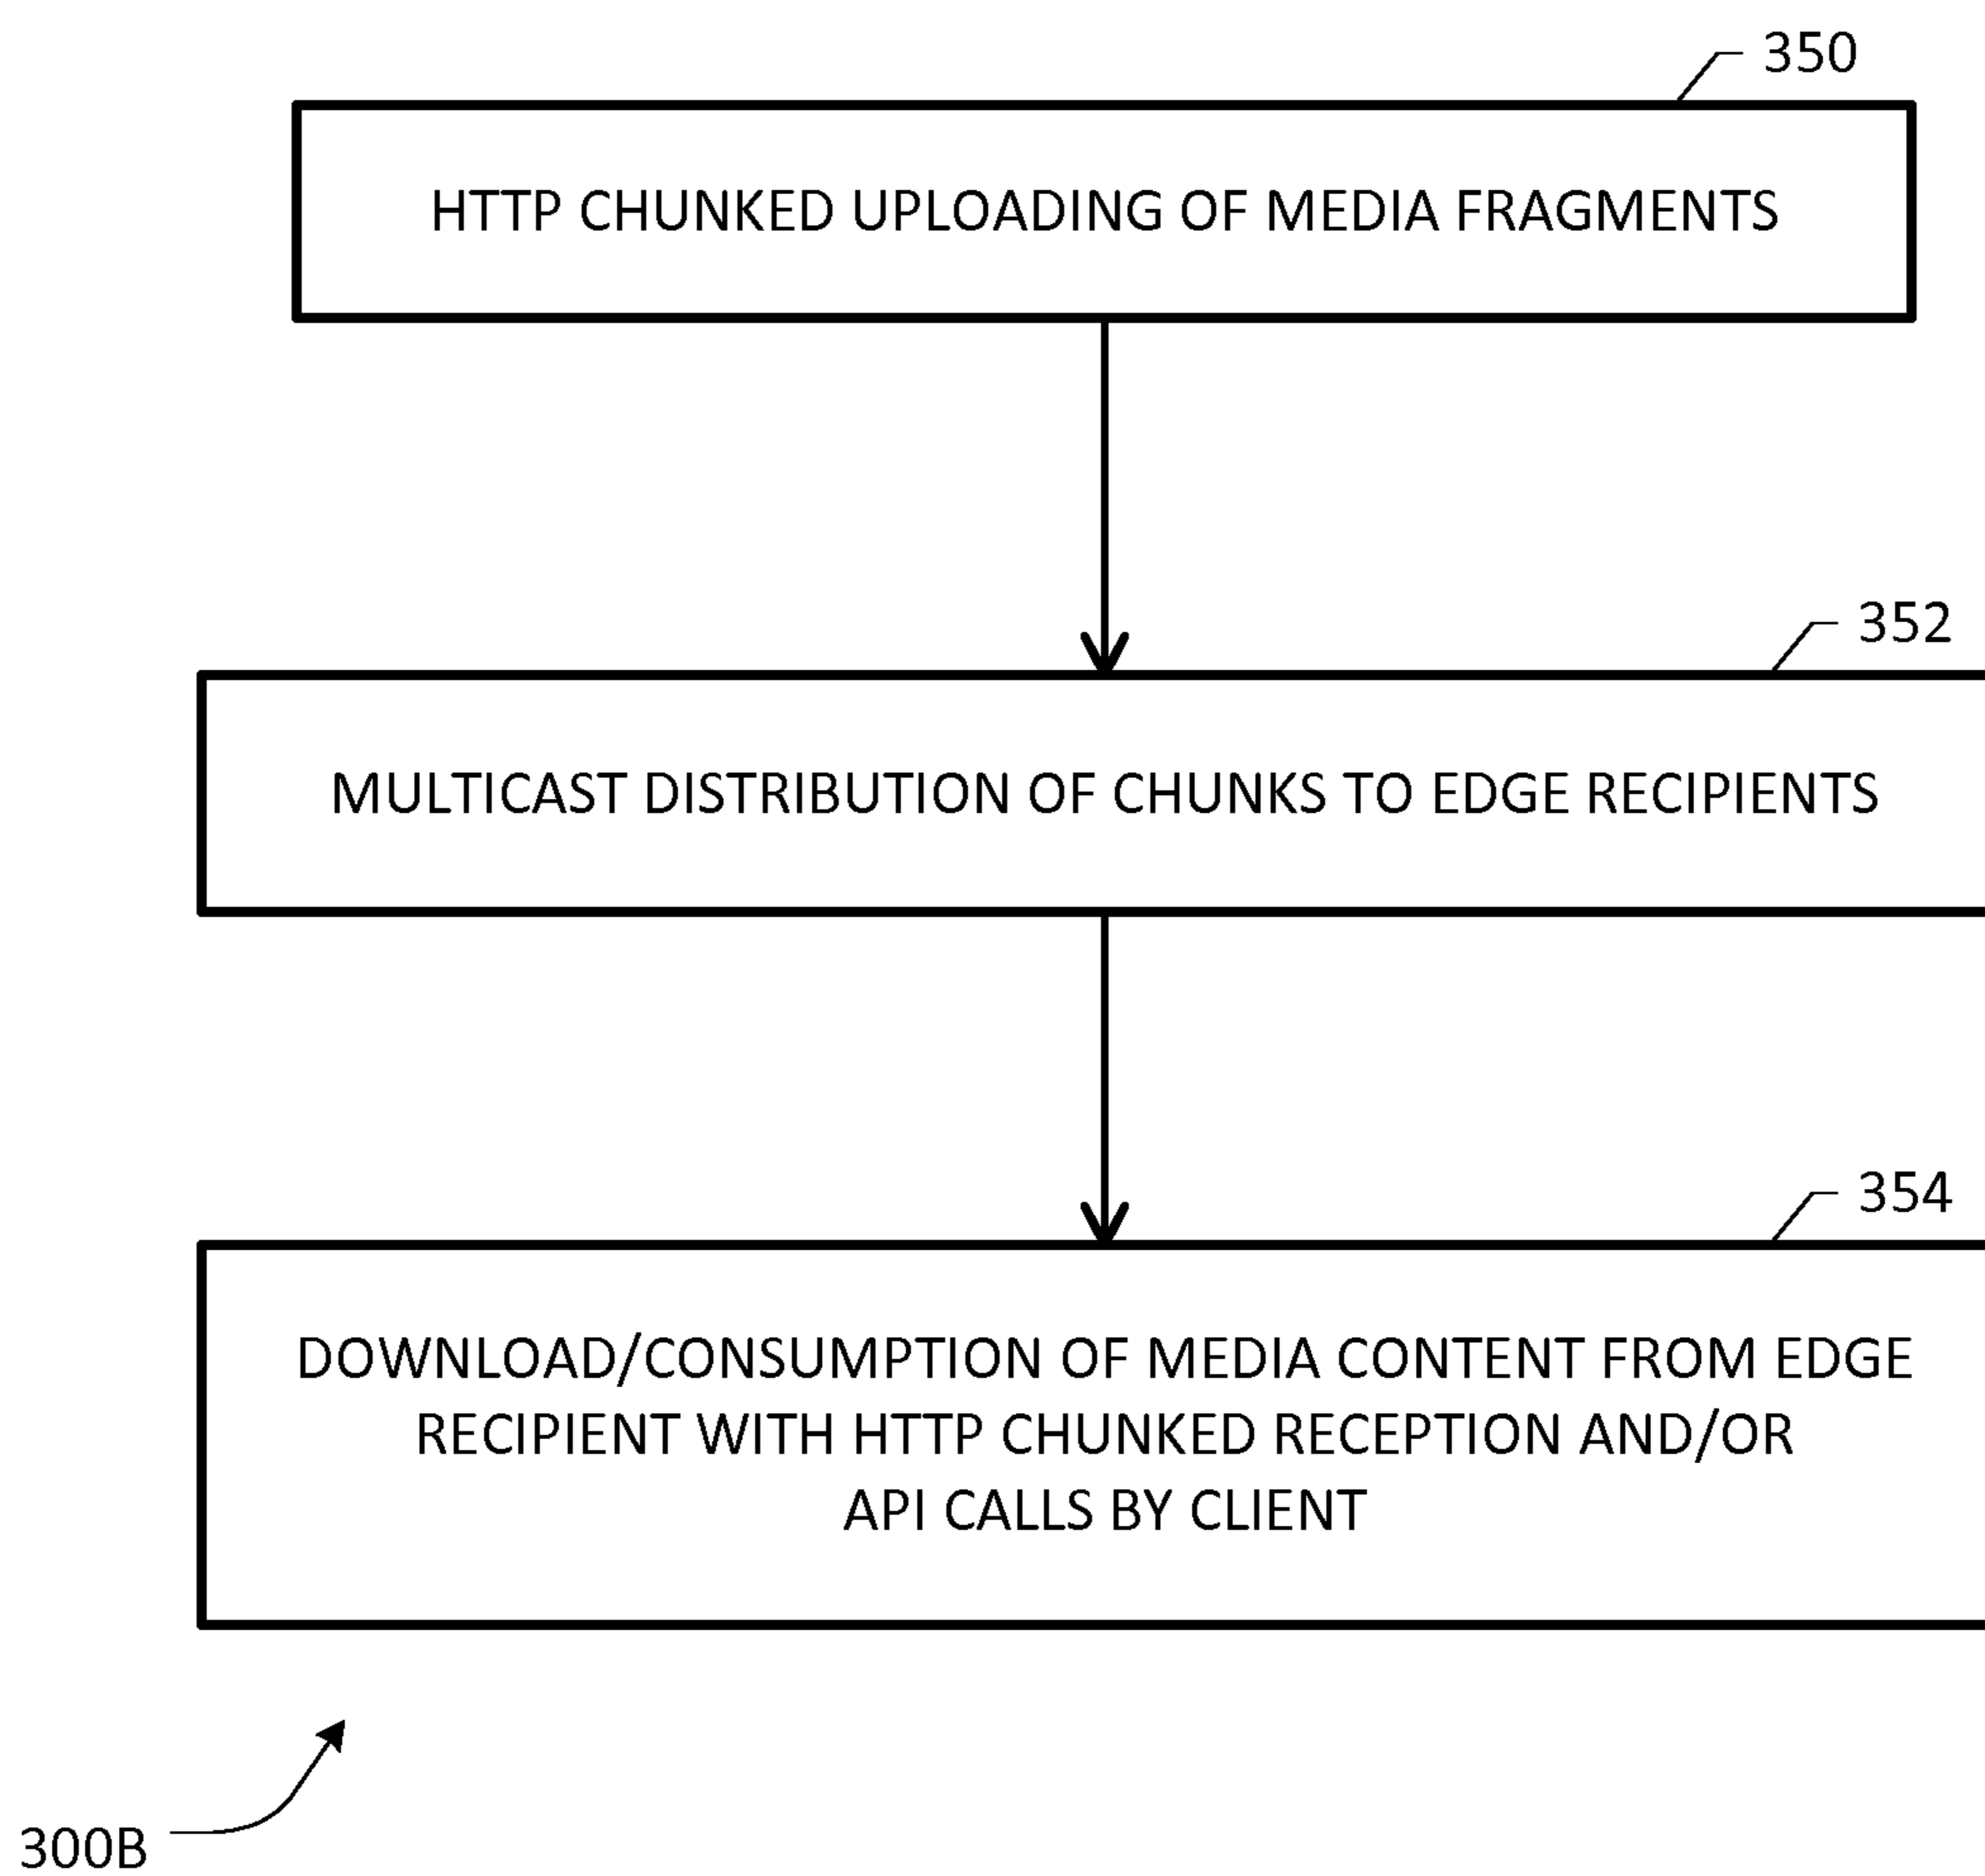 350
HTTP CHUNKED UPLOADING OF MEDIA FRAGMENTS
352
MULTICAST DISTRIBUTION OF CHUNKS TO EDGE RECIPIENTS
354
DOWNLOAD/CONSUMPTION OF MEDIA CONTENT FROM EDGE
RECIPIENT WITH HTTP CHUNKED RECEPTION AND/OR
API CALLS BY CLIENT
300B